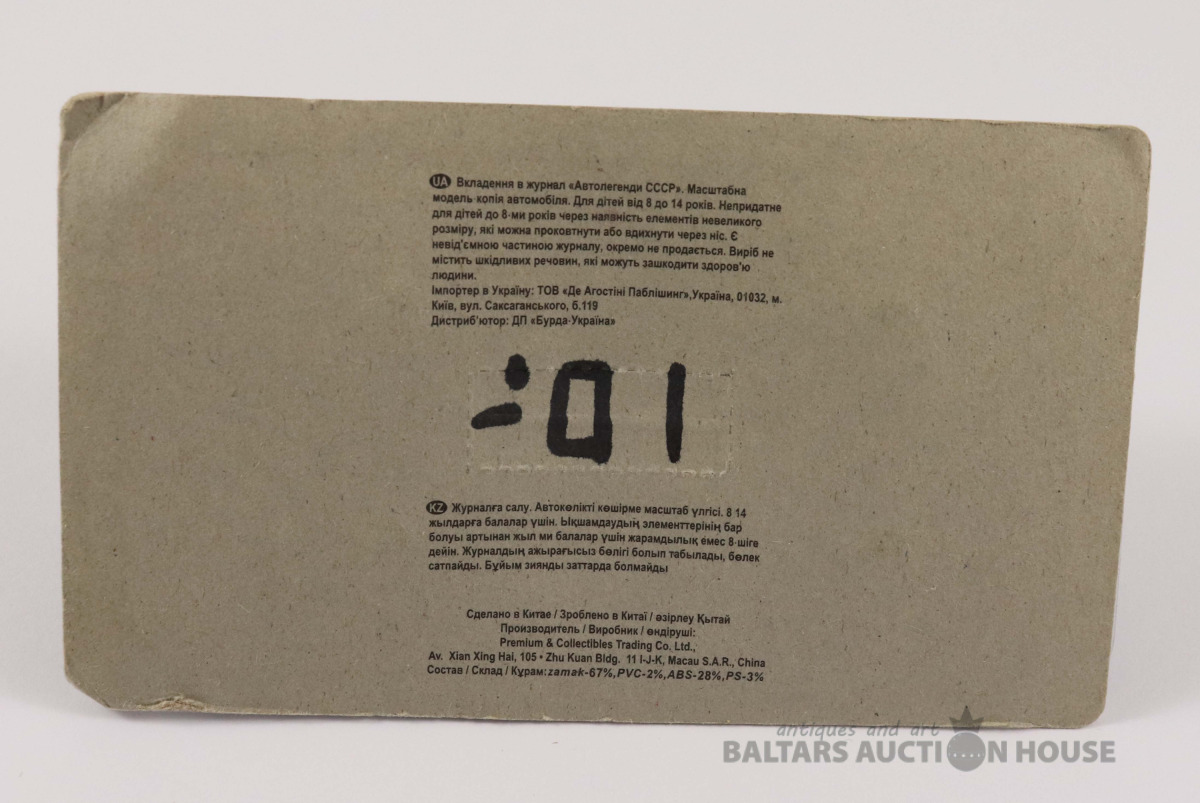 UA Вкладення в журнал «Автолегенди СССР». Масштабна
модель-копія автомобіля. Для дітей від 8 до 14 років. Непридатне
для дітей до 8-ми років через наявність елементів невеликого
розміру, які можна проковтнути або вдихнути через ніс. Є
невід'ємною частиною журналу, окремо не продається. Виріб не
містить шкідливих речовин, які можуть зашкодити здоров'ю
людини.
Імпортер в Україну: ТОВ «Де Агостіні Паблішинг»,Україна, 01032, м.
Київ, вул. Саксаганського, б.119
Дистриб'ютор: ДП «Бурда-Україна»
KZ Журналға салу. Автокөлікті көшірме масштаб үлгісі. 8 14
жылдарға балалар үшін. Ықшамдаудың элементтерінің бар
болуы артынан жыл ми балалар үшін жарамдылық емес 8-шіге
дейін. Журналдың ажырағысыз бөлігі болып табылады, бөлек
сатпайды. Бұйым зиянды заттарда болмайды
Сделано в Китае / Зроблено в Китаї / әзірлеу Қытай
Производитель / Виробник / өндіруші:
Premium & Collectibles Trading Co. Ltd.,
Av. Xian Xing Hai, 105 • Zhu Kuan Bldg. 11 I-J-K, Macau S.A.R., China
Состав / Склад / Құрам: zamak-67%,PVC-2%,ABS-28%,PS-3%
antiques and art
BALTARS AUCTION HOUSE